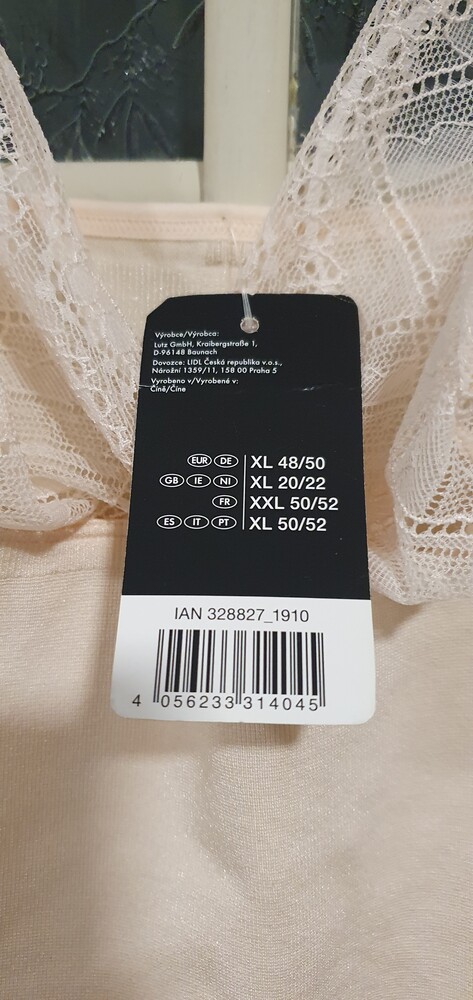 Výrobce/Výrobca:
Lutz GmbH, Kraibergstraße 1,
D-96148 Baunach
Dovozce: LIDL Česká republika v.o.s.,
Nárožní 1359/11, 158 00 Praha 5
Vyrobeno v/Vyrobené v:
Číně/Číne
EUR DE XL 48/50
GB IE NI XL 20/22
FR XXL 50/52
ES IT PT XL 50/52
IAN 328827_1910
4 056233 314045